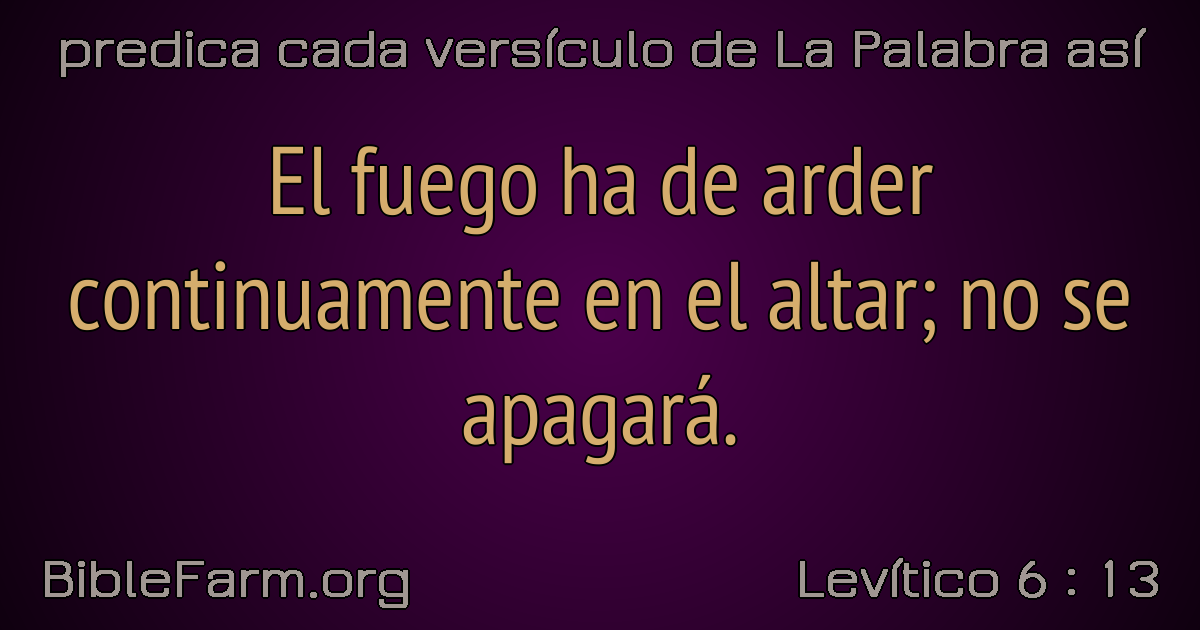 predica cada versículo de La Palabra así
El fuego ha de arder
continuamente en el altar; no se
apagará.
BibleFarm.org
Levítico 6 : 13